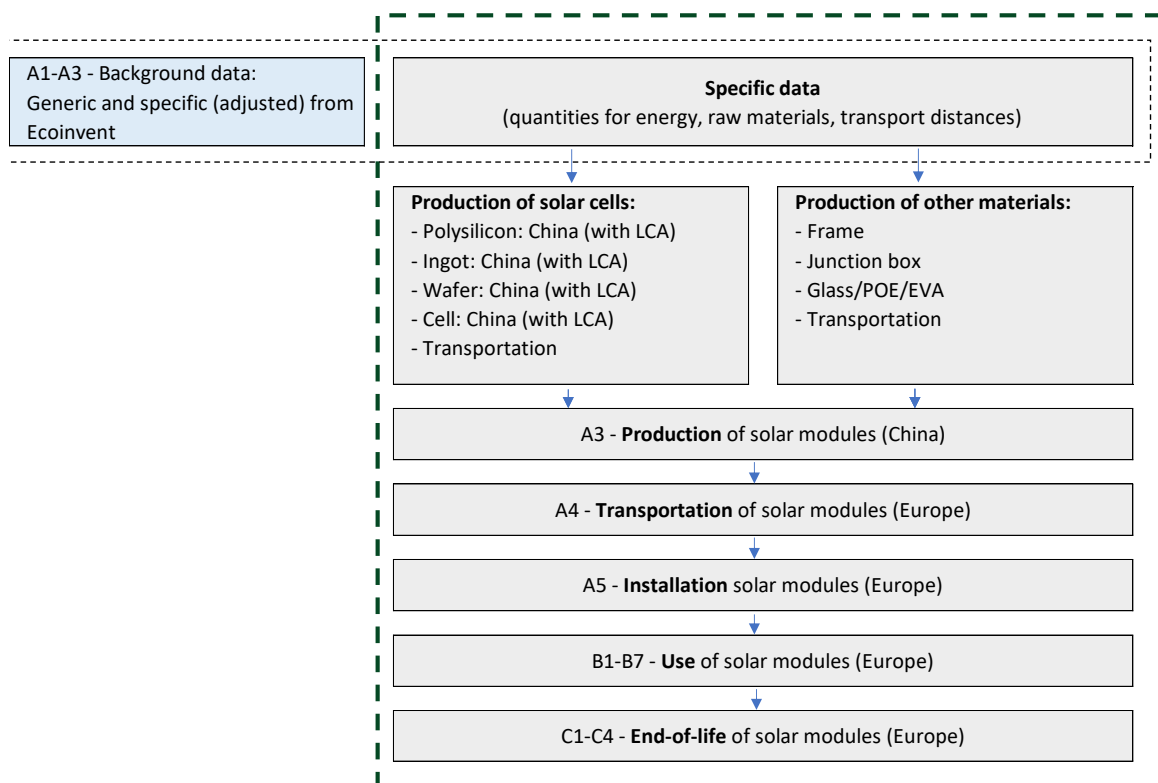 A1-A3 - Background data:
Generic and specific (adjusted) from
Ecoinvent
Specific data
(quantities for energy, raw materials, transport distances)
Production of solar cells:
- Polysilicon: China (with LCA)
- Ingot: China (with LCA)
- Wafer: China (with LCA)
- Cell: China (with LCA)
- Transportation
Production of other materials:
- Frame
- Junction box
- Glass/POE/EVA
- Transportation
A3 - Production of solar modules (China)
A4 - Transportation of solar modules (Europe)
A5 - Installation solar modules (Europe)
B1-B7 - Use of solar modules (Europe)
C1-C4 - End-of-life of solar modules (Europe)